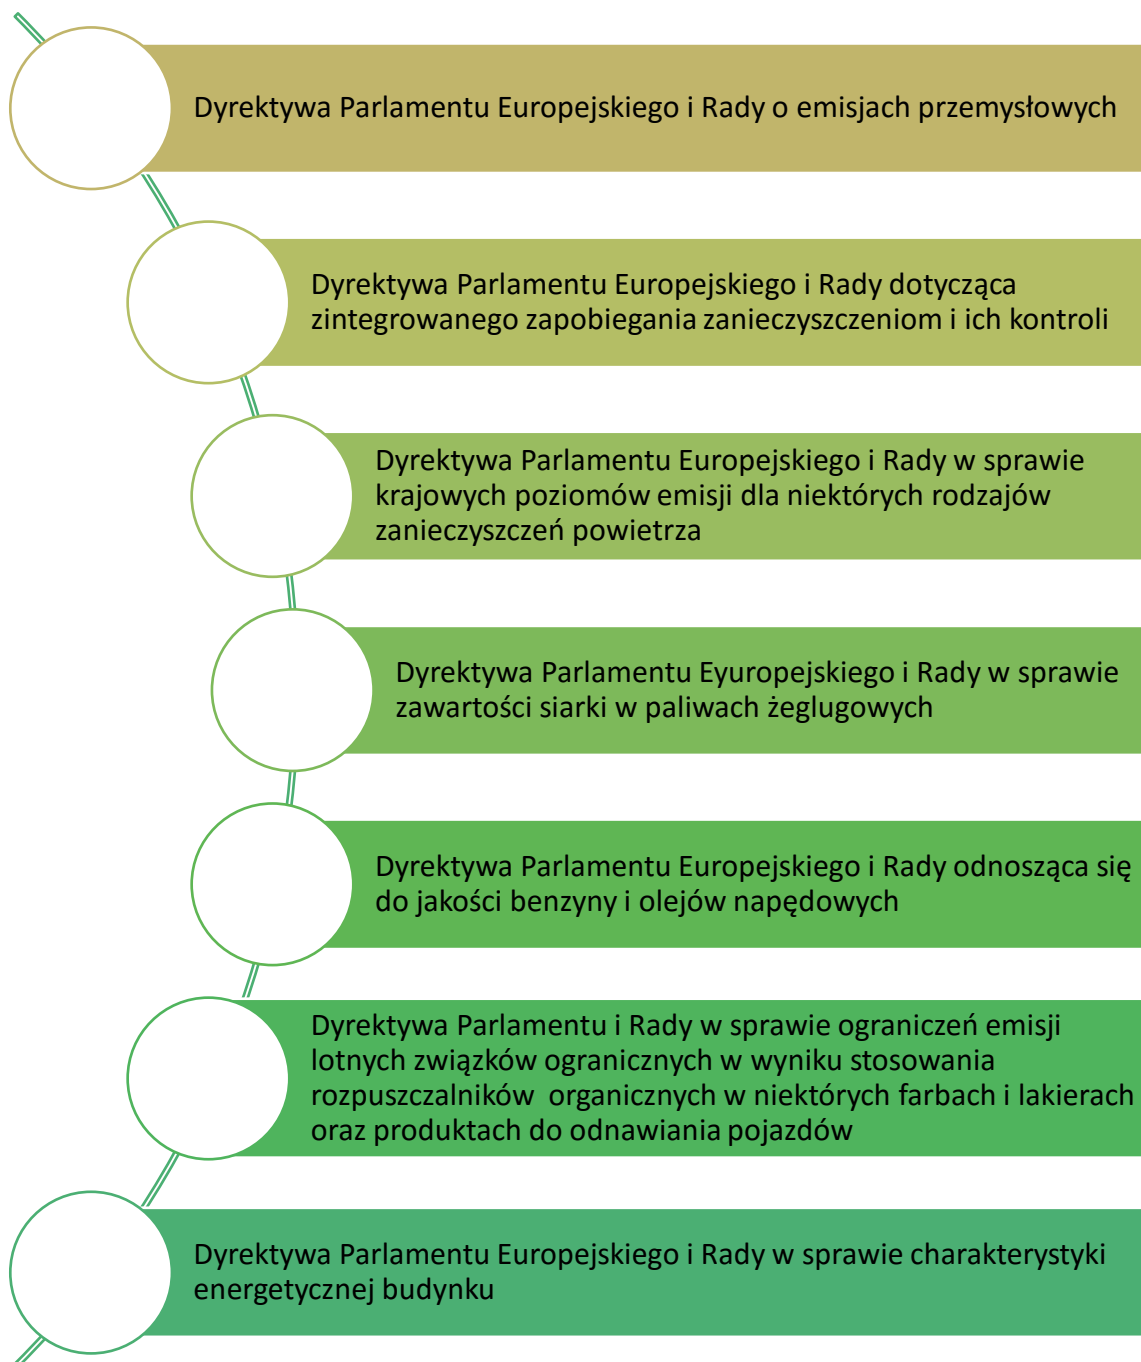 Dyrektywa Parlamentu Europejskiego i Rady o emisjach przemysłowych
Dyrektywa Parlamentu Europejskiego i Rady dotycząca
zintegrowanego zapobiegania zanieczyszczeniom i ich kontroli
Dyrektywa Parlamentu Europejskiego i Rady w sprawie
krajowych poziomów emisji dla niektórych rodzajów
zanieczyszczeń powietrza
Dyrektywa Parlamentu Eyuropejskiego i Rady w sprawie
zawartości siarki w paliwach żeglugowych
Dyrektywa Parlamentu Europejskiego i Rady odnosząca się
do jakości benzyny i olejów napędowych
Dyrektywa Parlamentu i Rady w sprawie ograniczeń emisji
lotnych związków ogranicznych w wyniku stosowania
rozpuszczalników  organicznych w niektórych farbach i lakierach
oraz produktach do odnawiania pojazdów
Dyrektywa Parlamentu Europejskiego i Rady w sprawie charakterystyki
energetycznej budynku